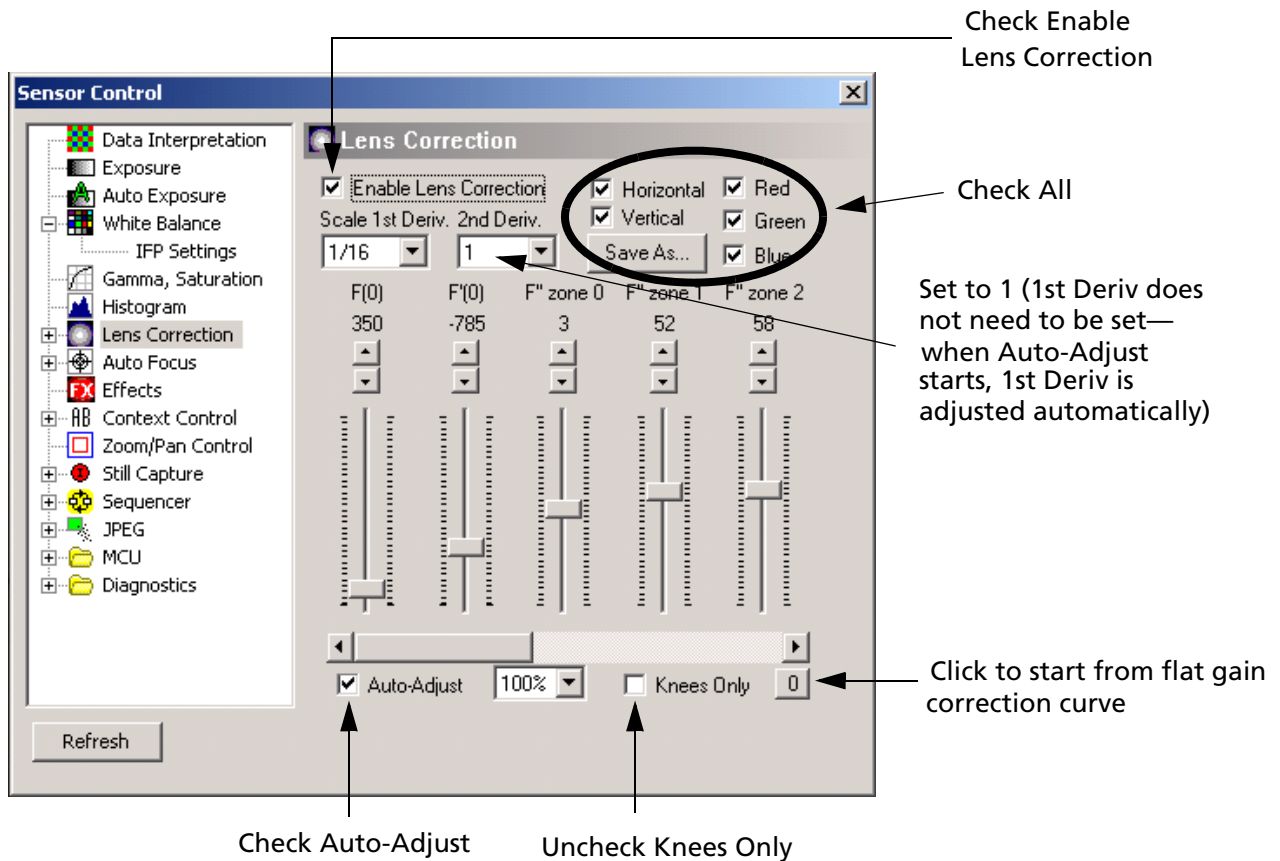 Check Enable
Lens Correction
Sensor Control
Data Interpretation
Exposure
Auto Exposure
White Balance
IFP Settings
Gamma, Saturation
Histogram
Lens Correction
Auto Focus
FX Effects
AB Context Control
Zoom/Pan Control
Still Capture
Sequencer
JPEG
MCU
Diagnostics
Refresh
Lens Correction
Enable Lens Correction
Horizontal
Red
Vertical
Green
Scale 1st Deriv. 2nd Deriv.
1/16
1
Save As...
Blue
F(0) F'(0) F" zone 0 F" zone 1 F" zone 2
350 -785 3 52 58
Auto-Adjust
100%
Knees Only
0
Check All
Set to 1 (1st Deriv does
not need to be set—
when Auto-Adjust
starts, 1st Deriv is
adjusted automatically)
Click to start from flat gain
correction curve
Check Auto-Adjust
Uncheck Knees Only